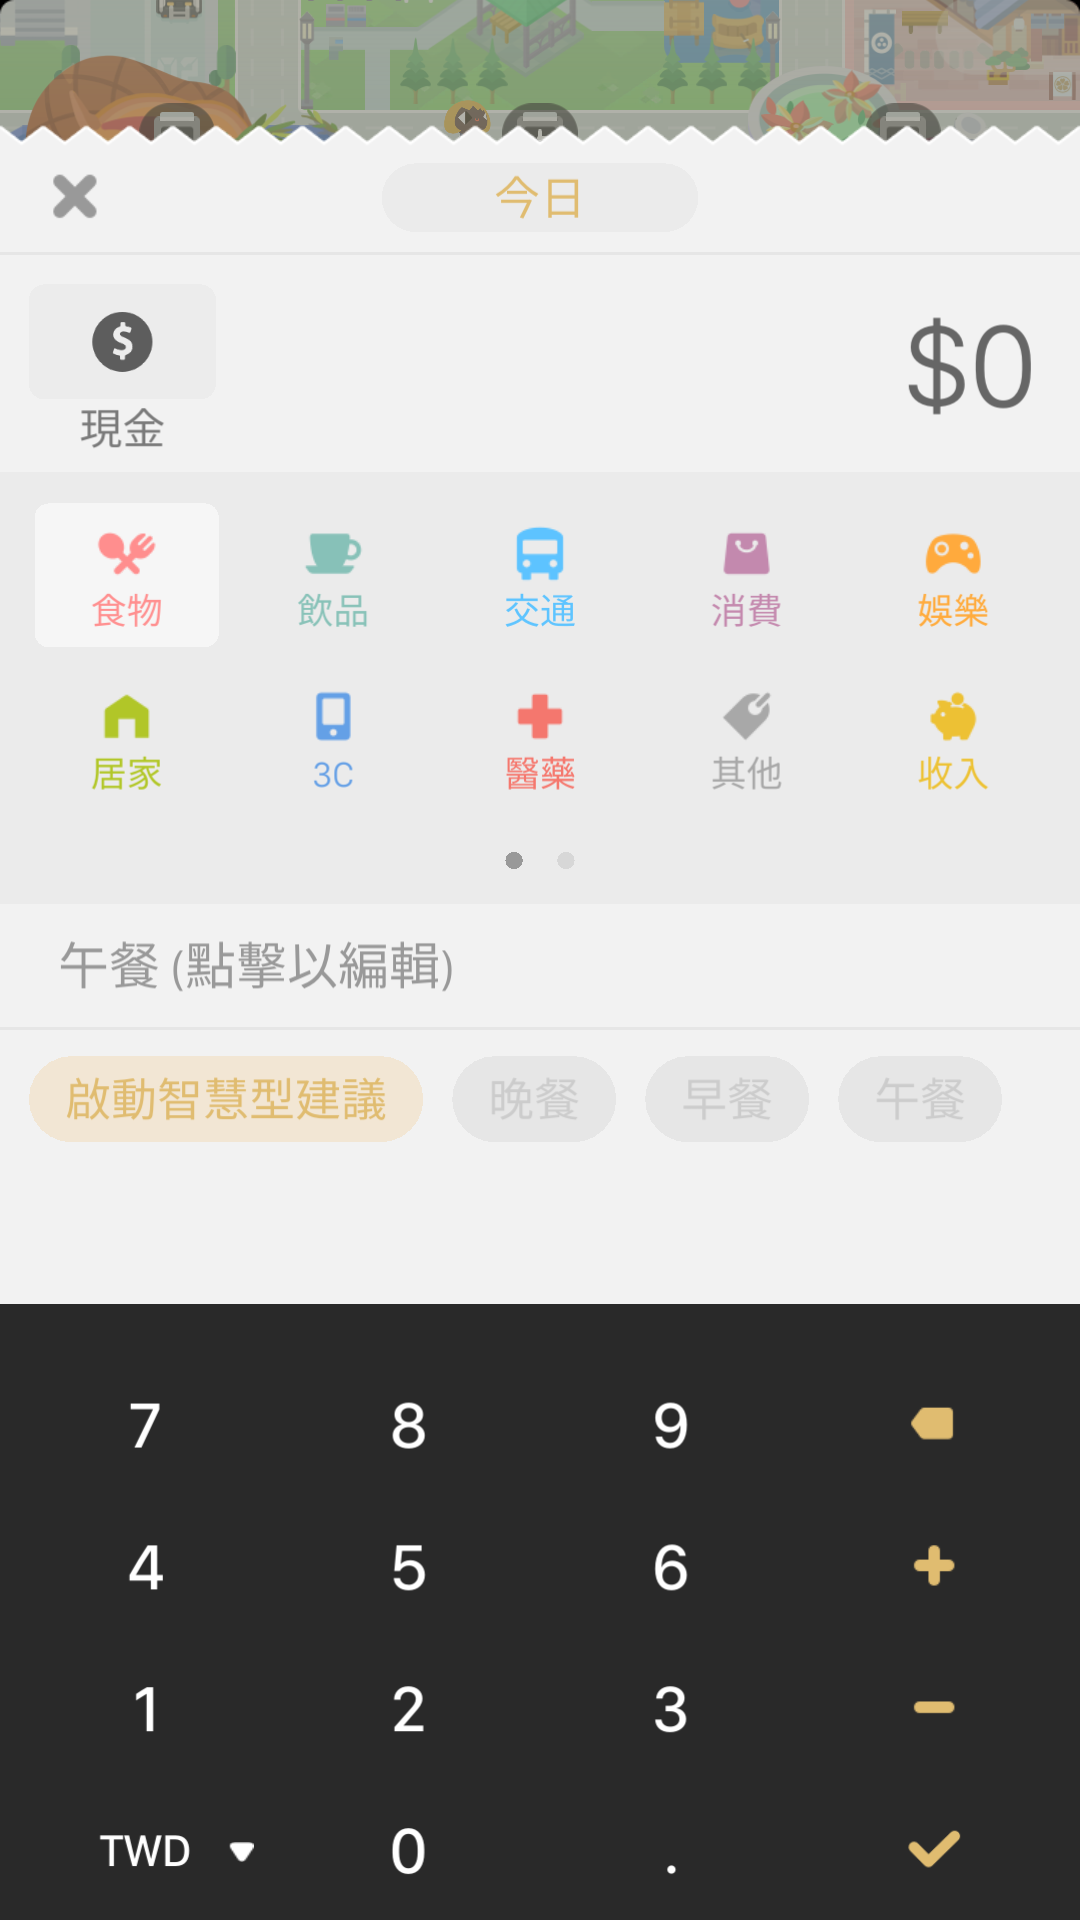 今日
$0
現金
食物 飲品 交通 消費 娛樂
居家 3C 醫藥 其他 收入
午餐 (點擊以編輯)
啟動智慧型建議 晚餐 早餐 午餐
7 8 9
4 5 6 +
1 2 3 −
TWD 0 .